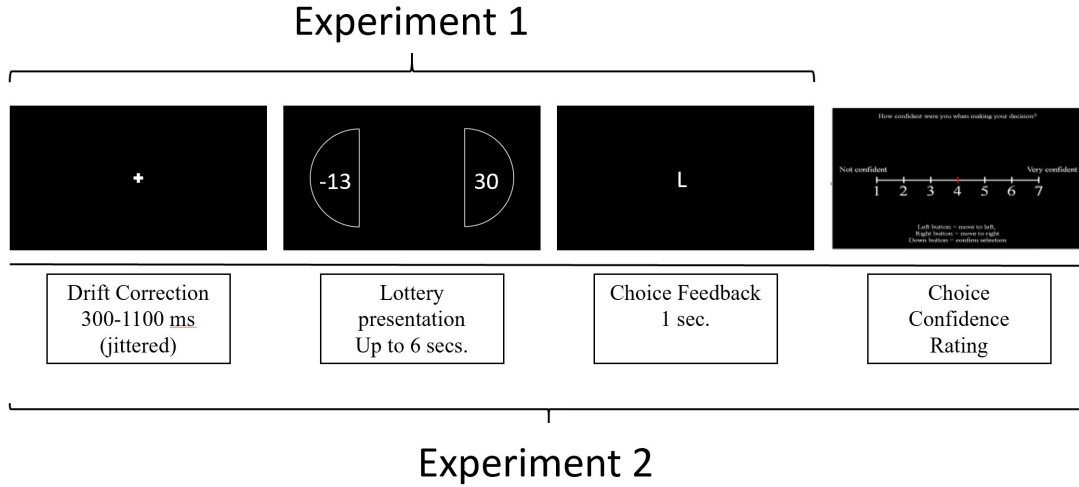 Experiment 1
-13
30
L
How confident were you when making your decision?
Not confident
Very confident
1 2 3 4 5 6 7
Left button = move to left,
Right button = move to right
Down button = confirm selection
Drift Correction
300-1100 ms
(jittered)
Lottery
presentation
Up to 6 secs.
Choice Feedback
1 sec.
Choice
Confidence
Rating
Experiment 2